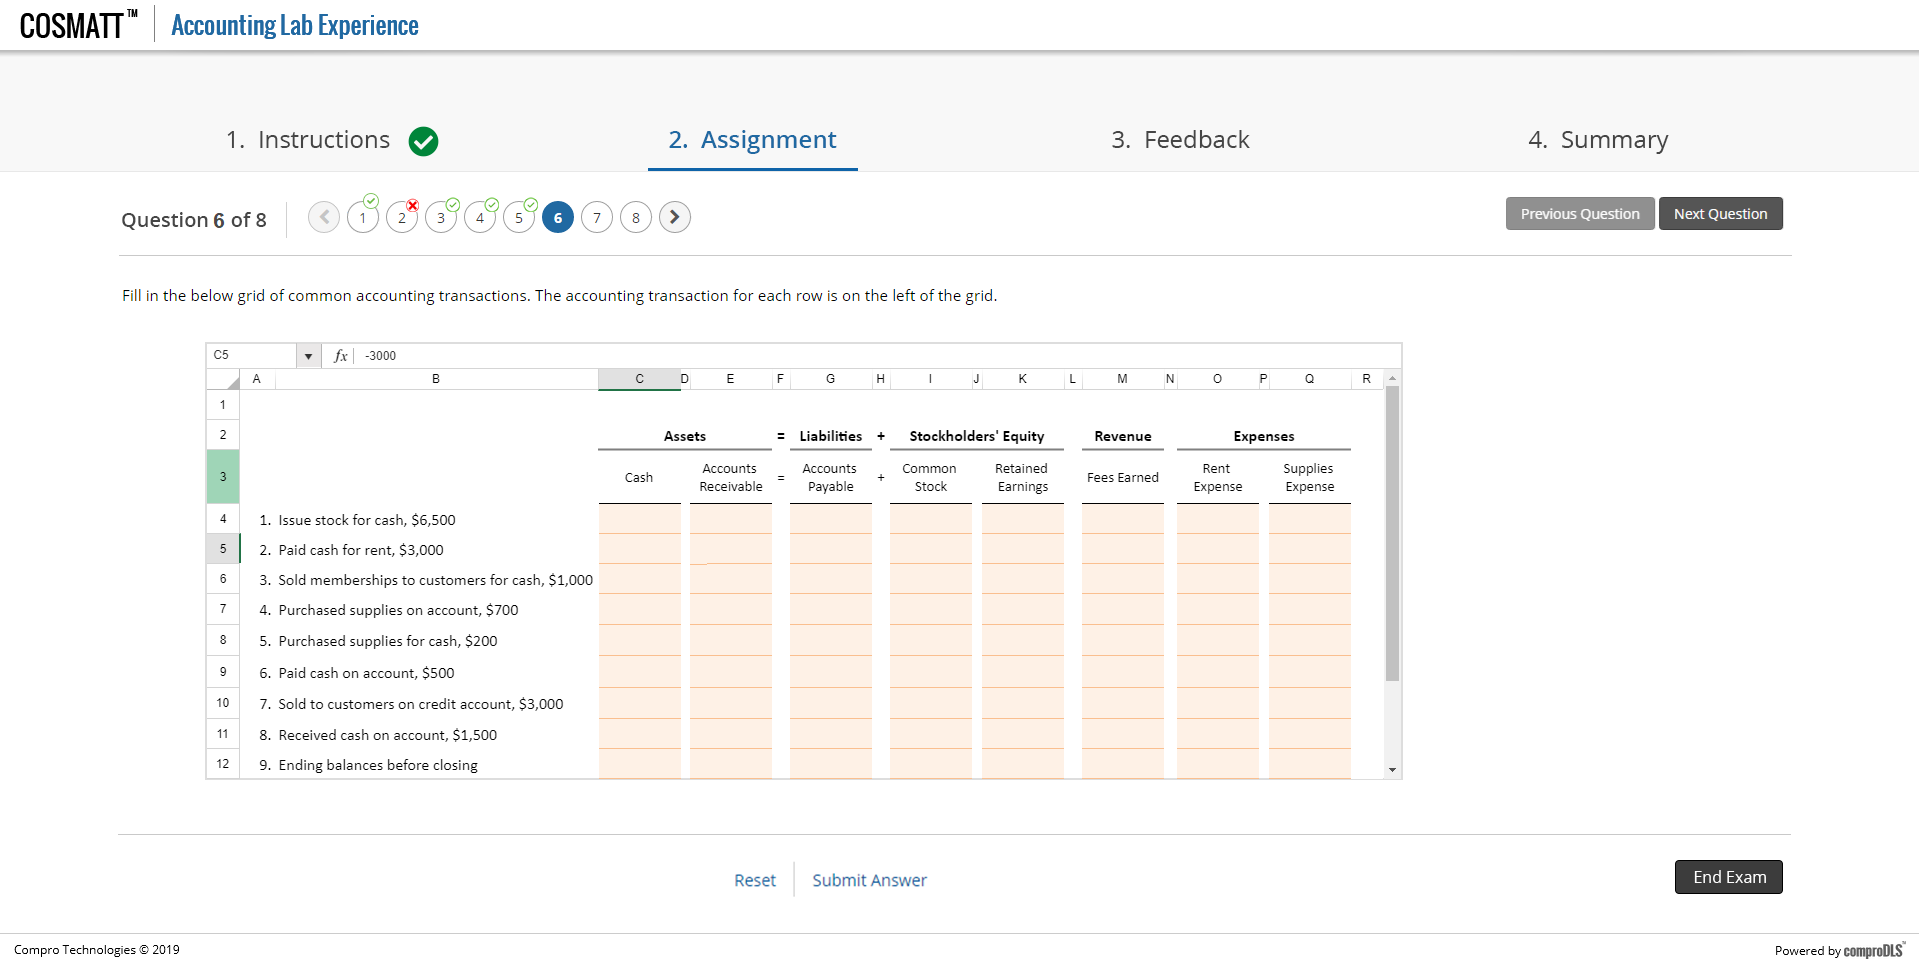 COSMATT™ Accounting Lab Experience
1. Instructions 2. Assignment 3. Feedback 4. Summary
Question 6 of 8 1 2 3 4 5 6 7 8 Previous Question Next Question
Fill in the below grid of common accounting transactions. The accounting transaction for each row is on the left of the grid.
C5 fx -3000
A B C D E F G H I J K L M N O P Q R
1
2 Assets = Liabilities + Stockholders' Equity Revenue Expenses
3 Cash Accounts Receivable = Accounts Payable + Common Stock Retained Earnings Fees Earned Rent Expense Supplies Expense
4 1. Issue stock for cash, $6,500
5 2. Paid cash for rent, $3,000
6 3. Sold memberships to customers for cash, $1,000
7 4. Purchased supplies on account, $700
8 5. Purchased supplies for cash, $200
9 6. Paid cash on account, $500
10 7. Sold to customers on credit account, $3,000
11 8. Received cash on account, $1,500
12 9. Ending balances before closing
Reset Submit Answer End Exam
Compro Technologies © 2019 Powered by comproDLS™